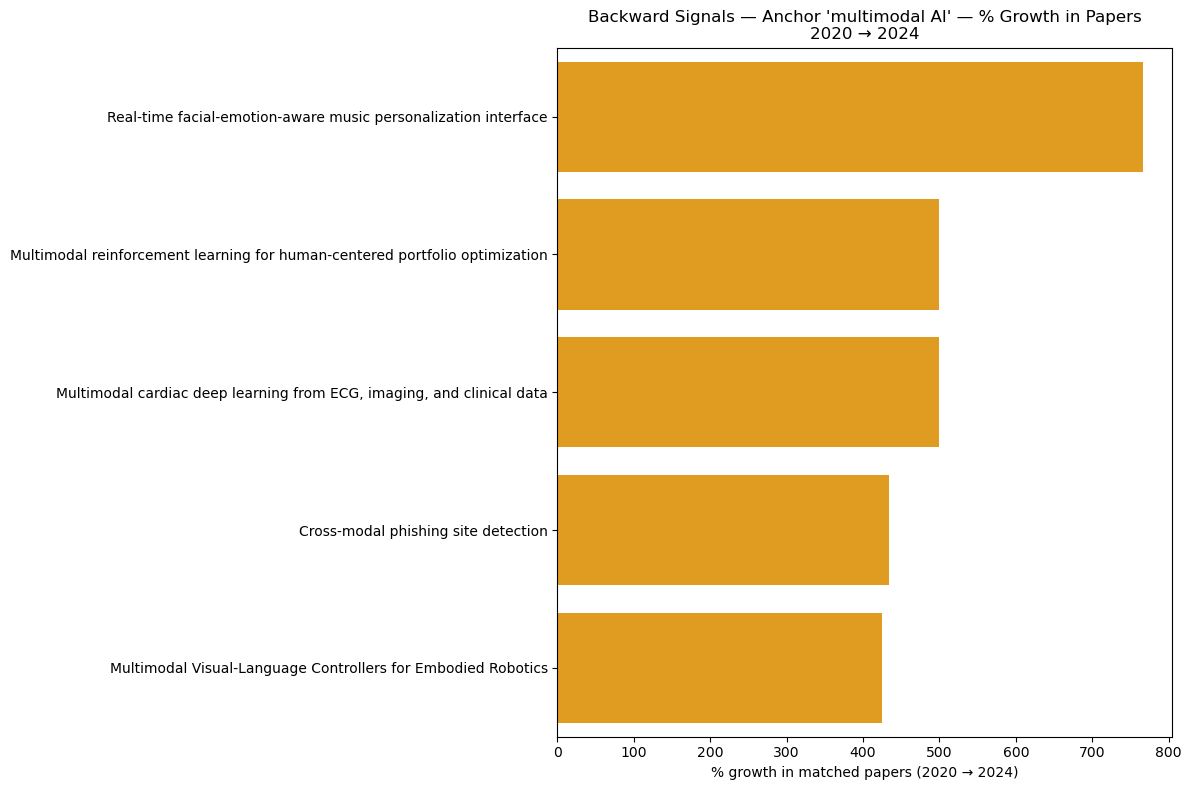 Backward Signals — Anchor 'multimodal AI' — % Growth in Papers
2020 → 2024
Real-time facial-emotion-aware music personalization interface
Multimodal reinforcement learning for human-centered portfolio optimization
Multimodal cardiac deep learning from ECG, imaging, and clinical data
Cross-modal phishing site detection
Multimodal Visual-Language Controllers for Embodied Robotics
0 100 200 300 400 500 600 700 800
% growth in matched papers (2020 → 2024)